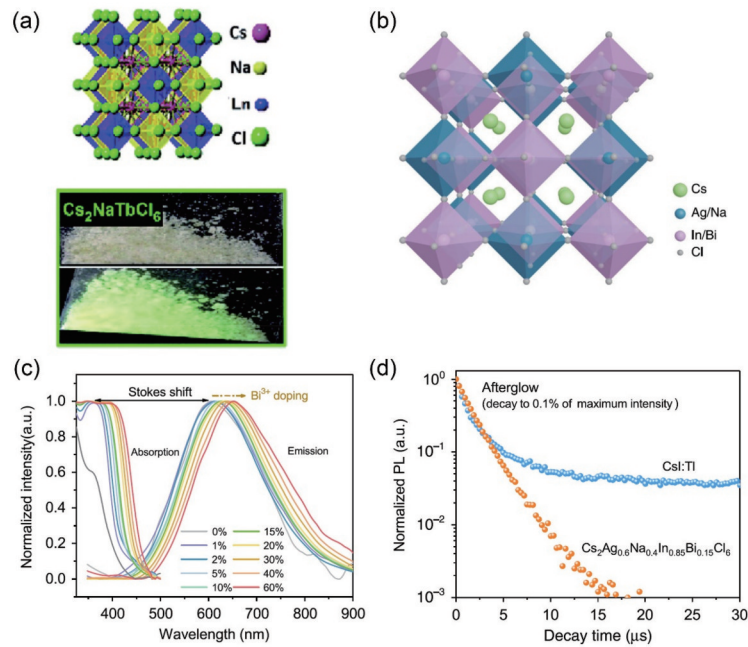 (a)
Cs
Na
Ln
Cl
Cs2NaTbCl6
(b)
Cs
Ag/Na
In/Bi
Cl
(c)
Normalized intensity(a.u.)
1.0
0.8
0.6
0.4
0.2
0.0
Stokes shift
Bi3+ doping
Absorption
Emission
0% 15%
1% 20%
2% 30%
5% 40%
10% 60%
400 500 600 700 800 900
Wavelength (nm)
(d)
Normalized PL (a.u.)
10^0
10^−1
10^−2
10^−3
Afterglow
(decay to 0.1% of maximum intensity )
CsI:Tl
Cs2Ag0.6Na0.4In0.85Bi0.15Cl6
0 5 10 15 20 25 30
Decay time (μs)